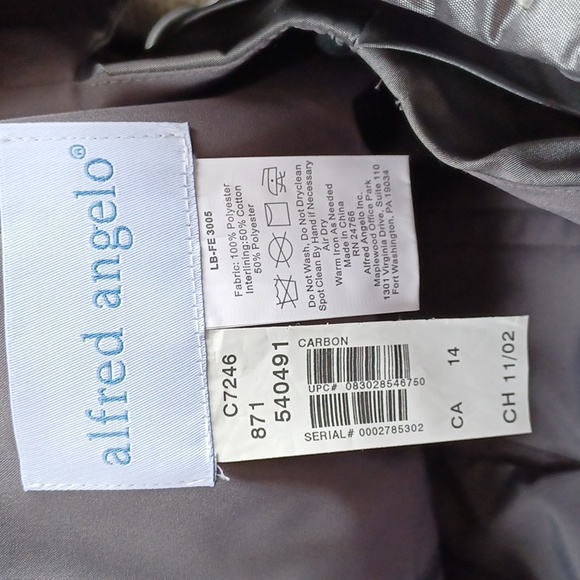 alfred angelo®
LB-FE 3005
Fabric: 100% Polyester
Interlining:50% Cotton
50% Polyester
Do Not Wash, Do Not Dryclean
Spot Clean By Hand if Necessary
Air Dry
Warm Iron As Needed
Made in China
RN 24766
Alfred Angelo Inc.
Maplewood Office Park
1301 Virginia Drive, Suite 110
Fort Washington, PA 19034
C7246
871
540491
CARBON
UPC# 083028546750
SERIAL# 0002785302
CA 14
CH 11/02